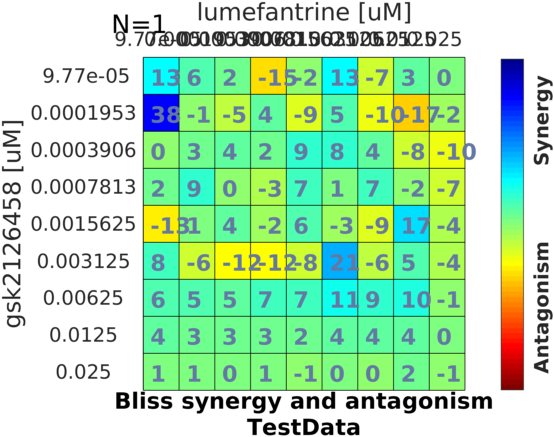 lumefantrine [uM]
N=1
9.77e-05 13 6 2 -15 -2 13 -7 3 0
0.0001953 38 -1 -5 4 -9 5 -10 -17 -2
0.0003906 0 3 4 2 9 8 4 -8 -10
0.0007813 2 9 0 -3 7 1 7 -2 -7
0.0015625 -13 1 4 -2 6 -3 -9 17 -4
0.003125 8 -6 -12 -12 -8 21 -6 5 -4
0.00625 6 5 5 7 7 11 9 10 -1
0.0125 4 3 3 3 2 4 4 4 0
0.025 1 1 0 1 -1 0 0 2 -1
gsk2126458 [uM]
Synergy
Antagonism
Bliss synergy and antagonism
TestData